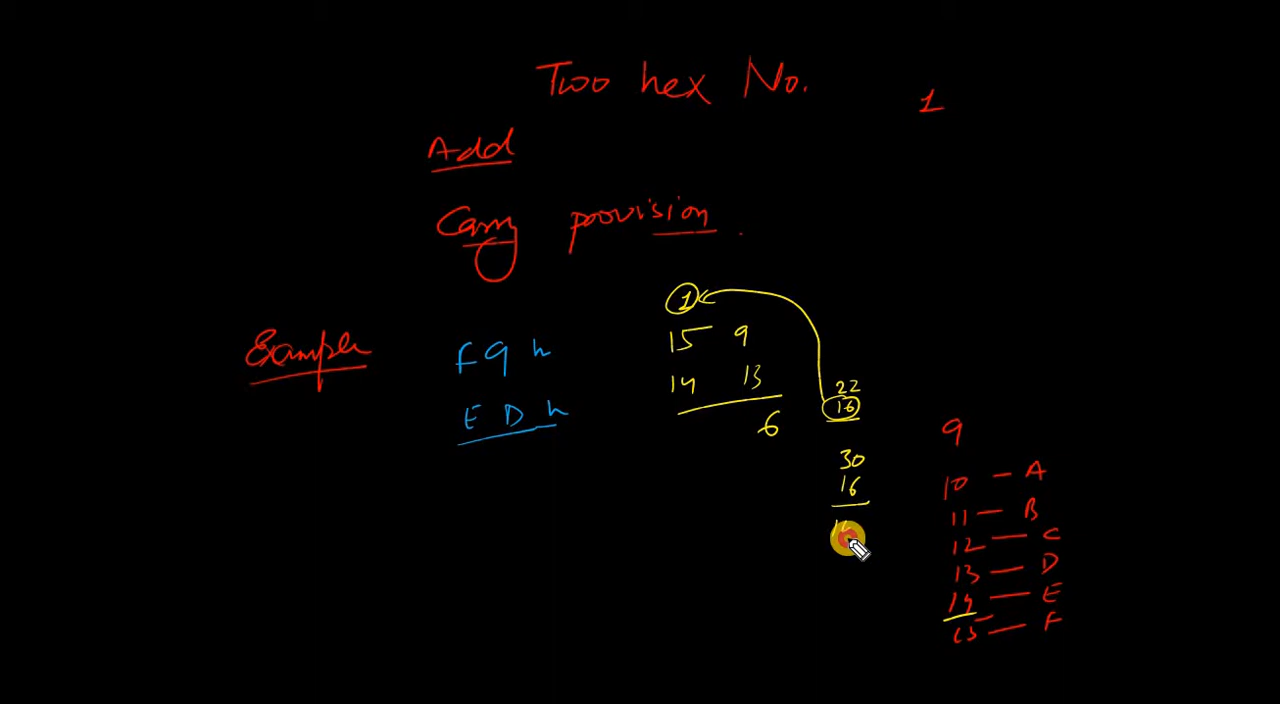 Two hex No.
1
Add
Carry provision.
1
Example
F 9 h
E D h
15 9
14 13
6
22
16
30
16
14
9
10 — A
11 — B
12 — C
13 — D
14 — E
15 — F